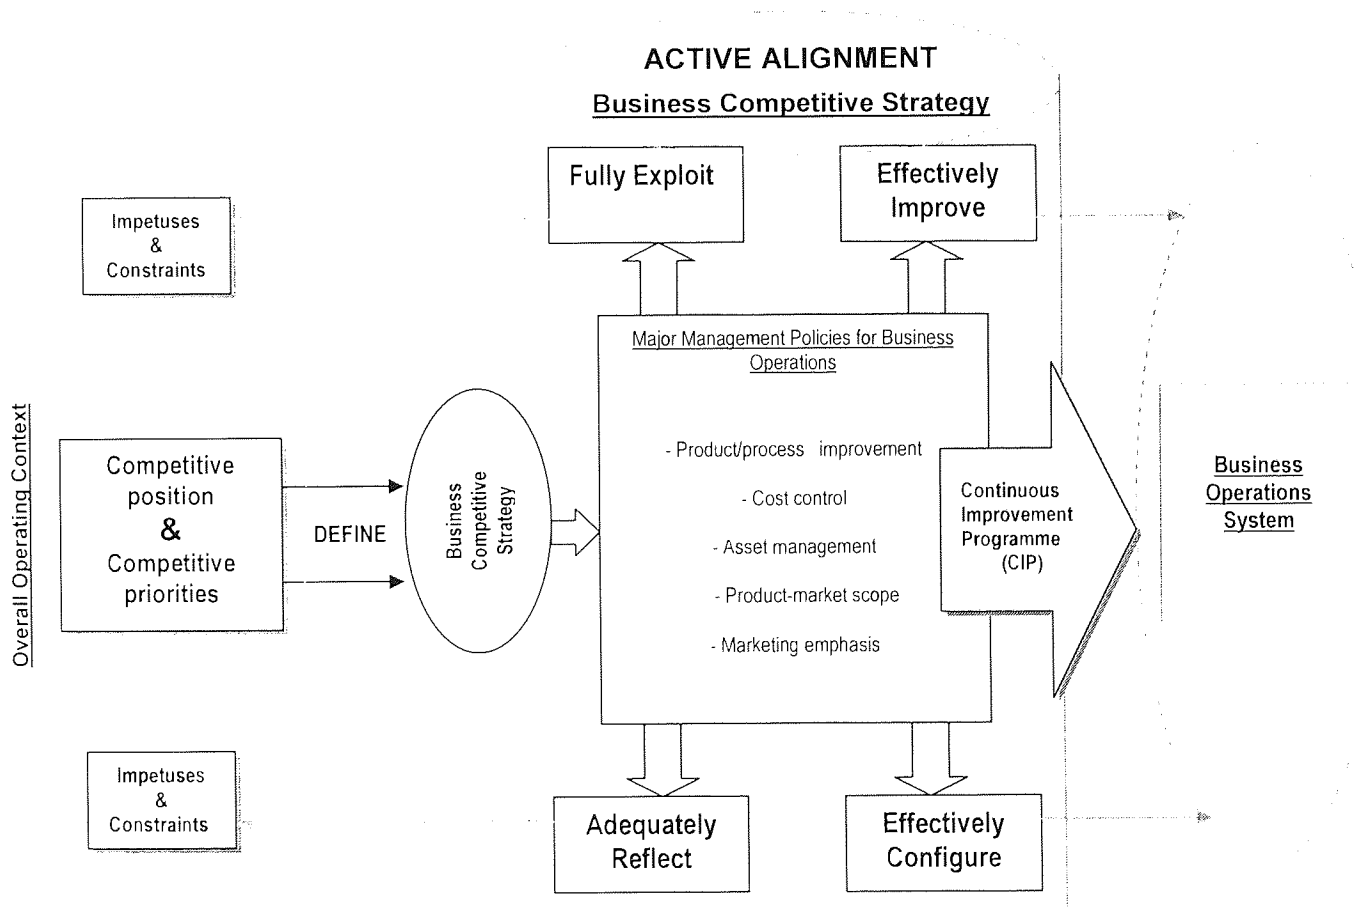 ACTIVE ALIGNMENT
Business Competitive Strategy
Fully Exploit
Effectively
Improve
Impetuses
&
Constraints
Major Management Policies for Business
Operations
Overall Operating Context
Competitive
position
&
Competitive
priorities
DEFINE
Business
Competitive
Strategy
- Product/process improvement
- Cost control
- Asset management
- Product-market scope
- Marketing emphasis
Continuous
Improvement
Programme
(CIP)
Business
Operations
System
Impetuses
&
Constraints
Adequately
Reflect
Effectively
Configure